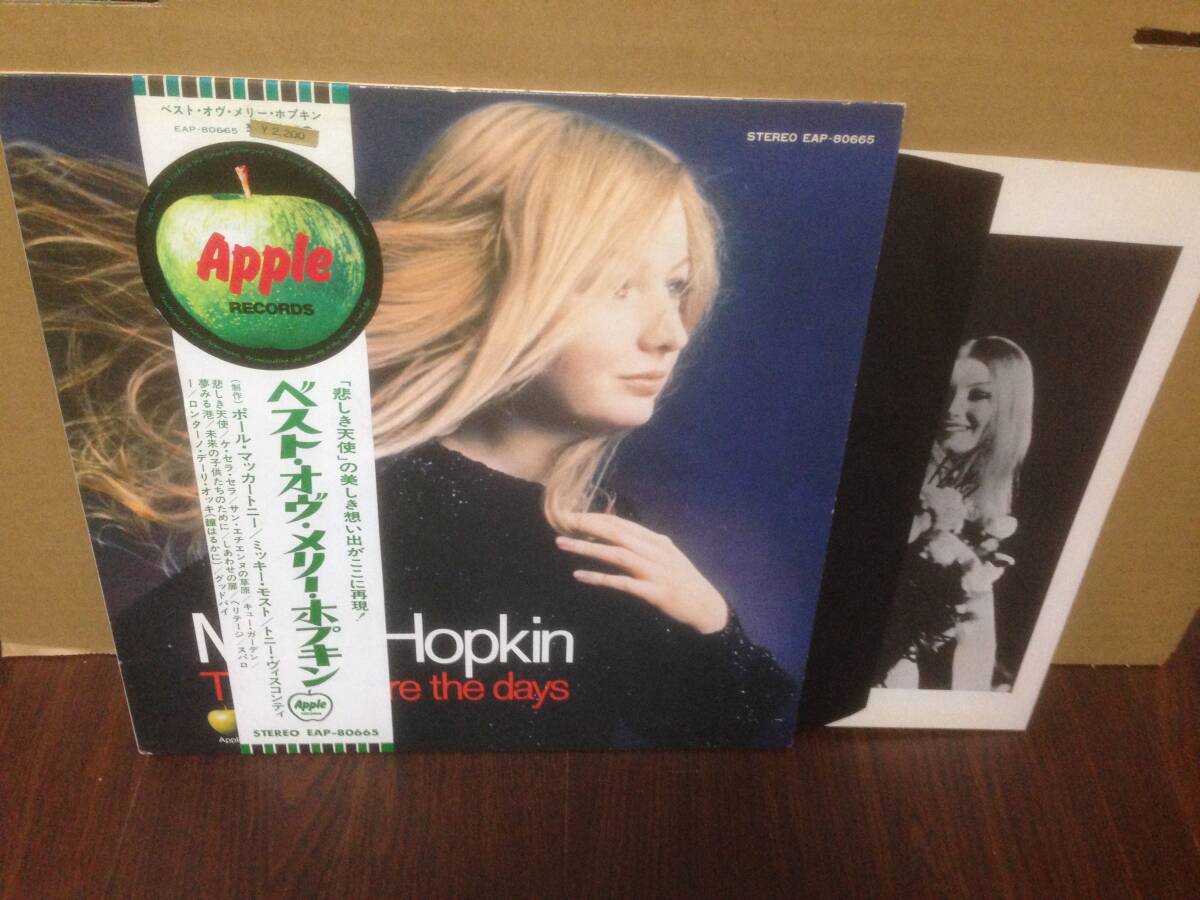 ベスト・オヴ・メリー・ホプキン
EAP-80665
¥2,200
STEREO EAP-80665
Apple
RECORDS
「悲しき天使」の美しき想い出がここに再現!
ベスト・オヴ・メリー・ホプキン
(制作) ポール・マッカートニー/ミッキー・モスト/トニー・ヴィスコンティ
悲しき天使/ケ・セラ・セラ/サン・エチエンヌの草原/キュー・ガーデン/
夢みる港/未来の子供たちのために/しあわせの扉/ヘリテージ/スパロ
ー/ロンターノ・デーリ・オッキ(瞳はるかに)/グッドバイ
Apple
RECORDS
STEREO EAP-80665
Hopkin
re the days
Apple